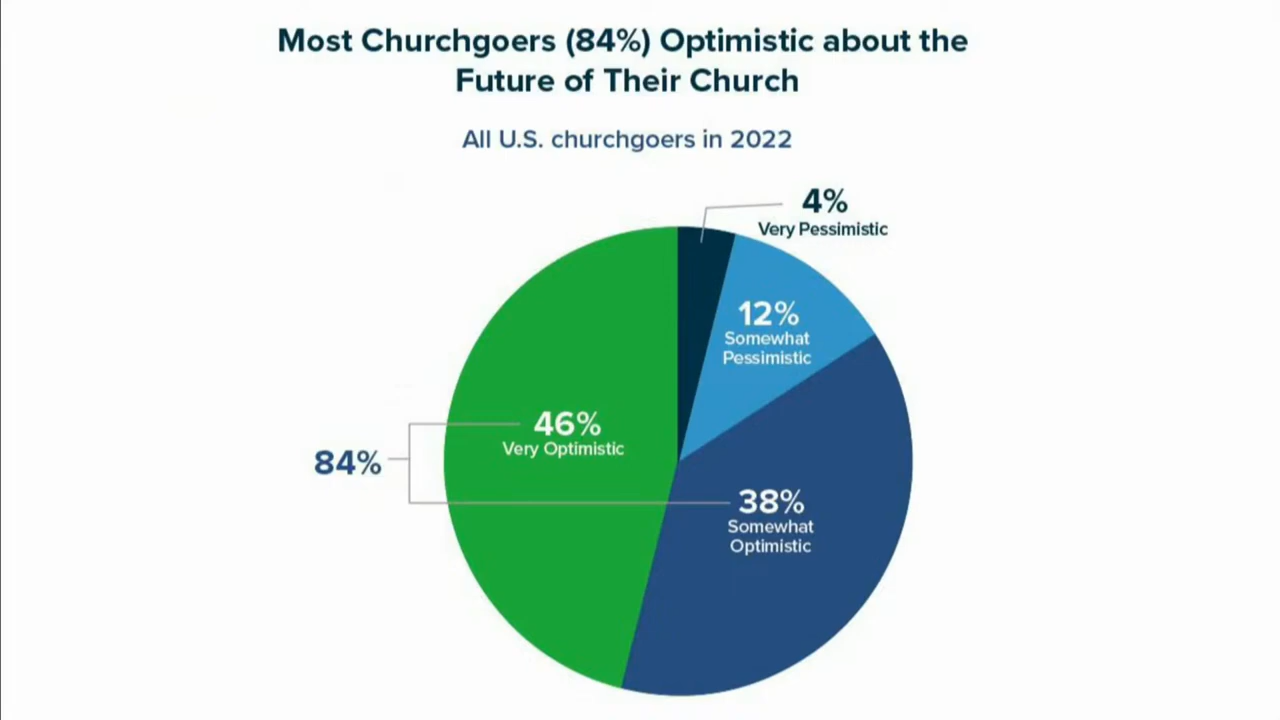 Most Churchgoers (84%) Optimistic about the
Future of Their Church
All U.S. churchgoers in 2022
4%
Very Pessimistic
12%
Somewhat
Pessimistic
46%
Very Optimistic
84%
38%
Somewhat
Optimistic